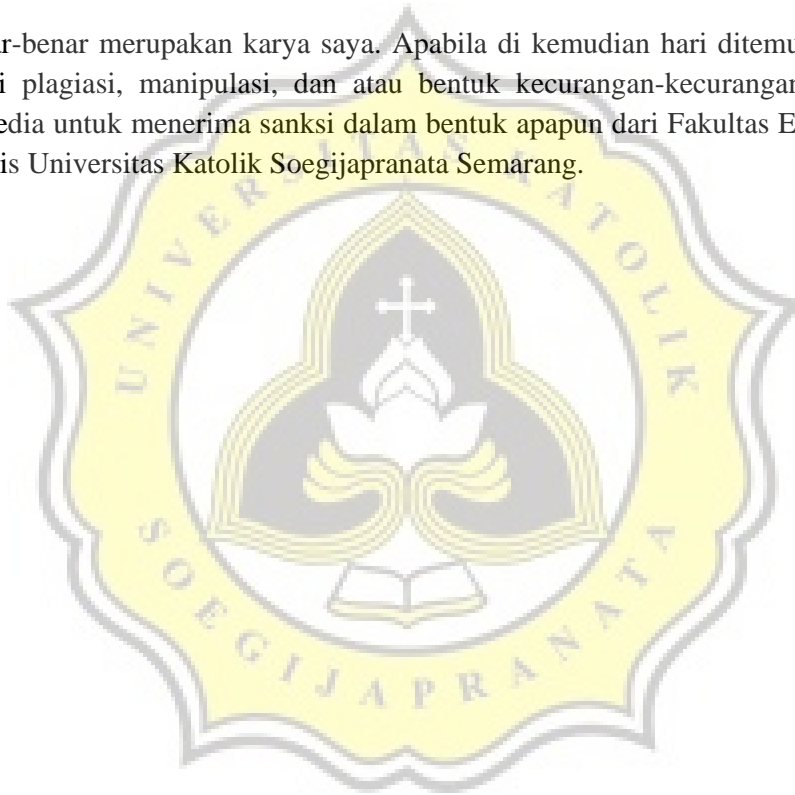 ar-benar merupakan karya saya. Apabila di kemudian hari ditemu
i plagiasi, manipulasi, dan atau bentuk kecurangan-kecurangan
edia untuk menerima sanksi dalam bentuk apapun dari Fakultas E
is Universitas Katolik Soegijapranata Semarang.
UNIVERSITAS KATOLIK
SOEGIJAPRANATA